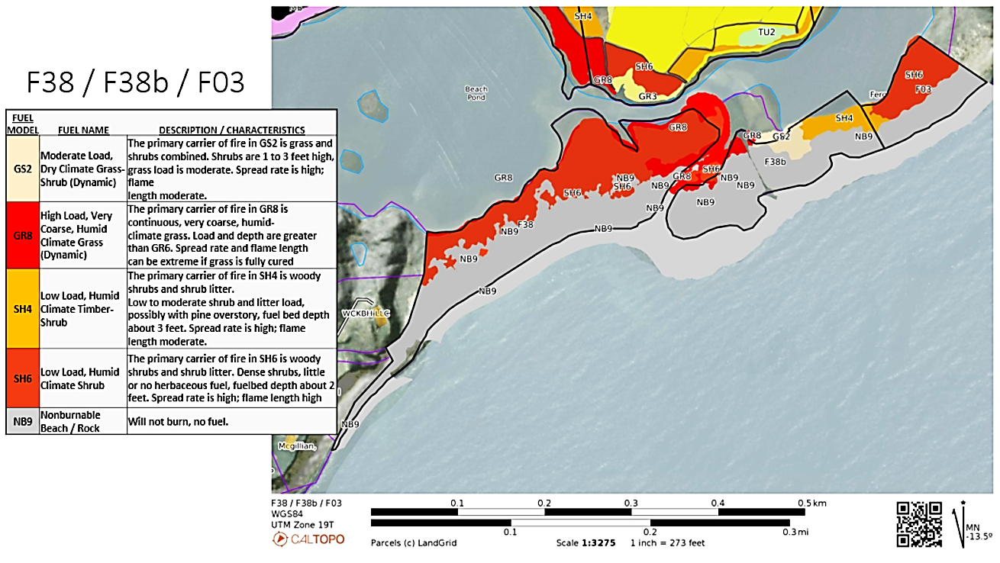 F38 / F38b / F03
FUEL MODEL FUEL NAME DESCRIPTION / CHARACTERISTICS
GS2
Moderate Load,
Dry Climate Grass-
Shrub (Dynamic)
The primary carrier of fire in GS2 is grass and
shrubs combined. Shrubs are 1 to 3 feet high,
grass load is moderate. Spread rate is high;
flame
length moderate.
GR8
High Load, Very
Coarse, Humid
Climate Grass
(Dynamic)
The primary carrier of fire in GR8 is
continuous, very coarse, humid-
climate grass. Load and depth are greater
than GR6. Spread rate and flame length
can be extreme if grass is fully cured
SH4
Low Load, Humid
Climate Timber-
Shrub
The primary carrier of fire in SH4 is woody
shrubs and shrub litter.
Low to moderate shrub and litter load,
possibly with pine overstory, fuel bed depth
about 3 feet. Spread rate is high; flame
length moderate.
SH6
Low Load, Humid
Climate Shrub
The primary carrier of fire in SH6 is woody
shrubs and shrub litter. Dense shrubs, little
or no herbaceous fuel, fuelbed depth about 2
feet. Spread rate is high; flame length high
NB9
Nonburnable
Beach / Rock
Will not burn, no fuel.
SH4
TU2
SH6
GR8
GR3
Beach
Pond
SH6
F03
SH4
NB9
GR8
GR8
GS2
F38b
GR8
SH6
GR8
NB9
NB9
NB9
SH6
NB9
SH6
NB9
NB9
NB9
F38
NB9
NB9
NB9
NB9
WCKBH LLC
NB9
Mcgillian,
F38 / F38b / F03
WGS84
UTM Zone 19T
CALTOPO
0.1 0.2 0.3 0.4 0.5 km
0.1 0.2 0.3 mi
Parcels (c) LandGrid Scale 1:3275 1 inch = 273 feet
MN
-13.5°